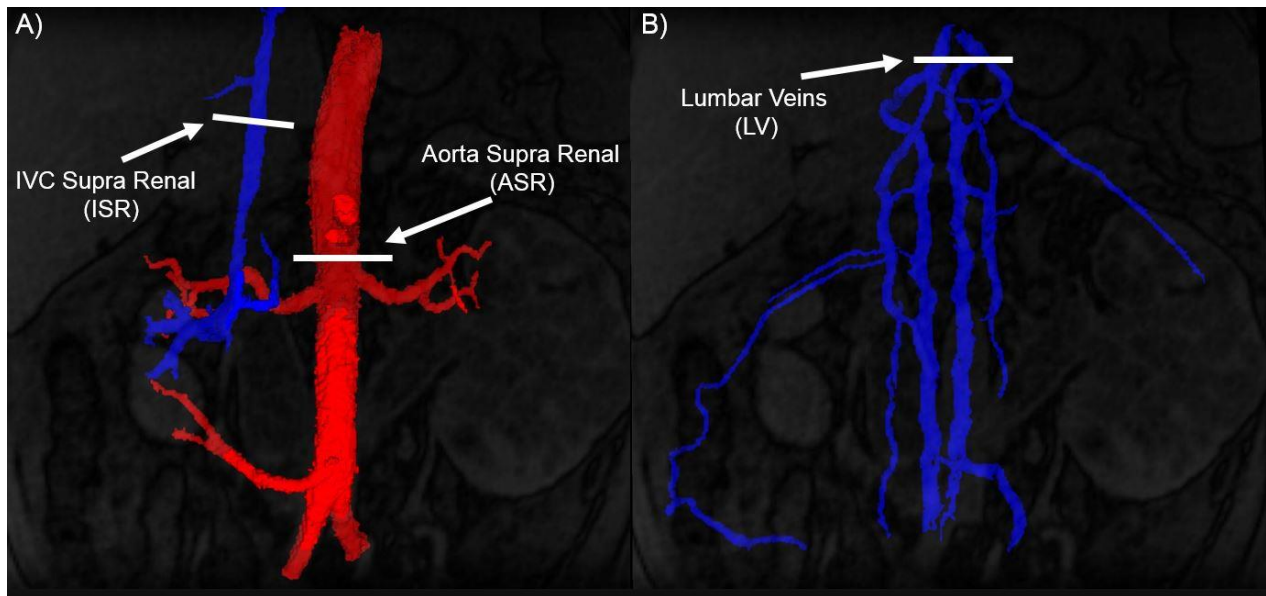 A)
IVC Supra Renal
(ISR)
Aorta Supra Renal
(ASR)
B)
Lumbar Veins
(LV)